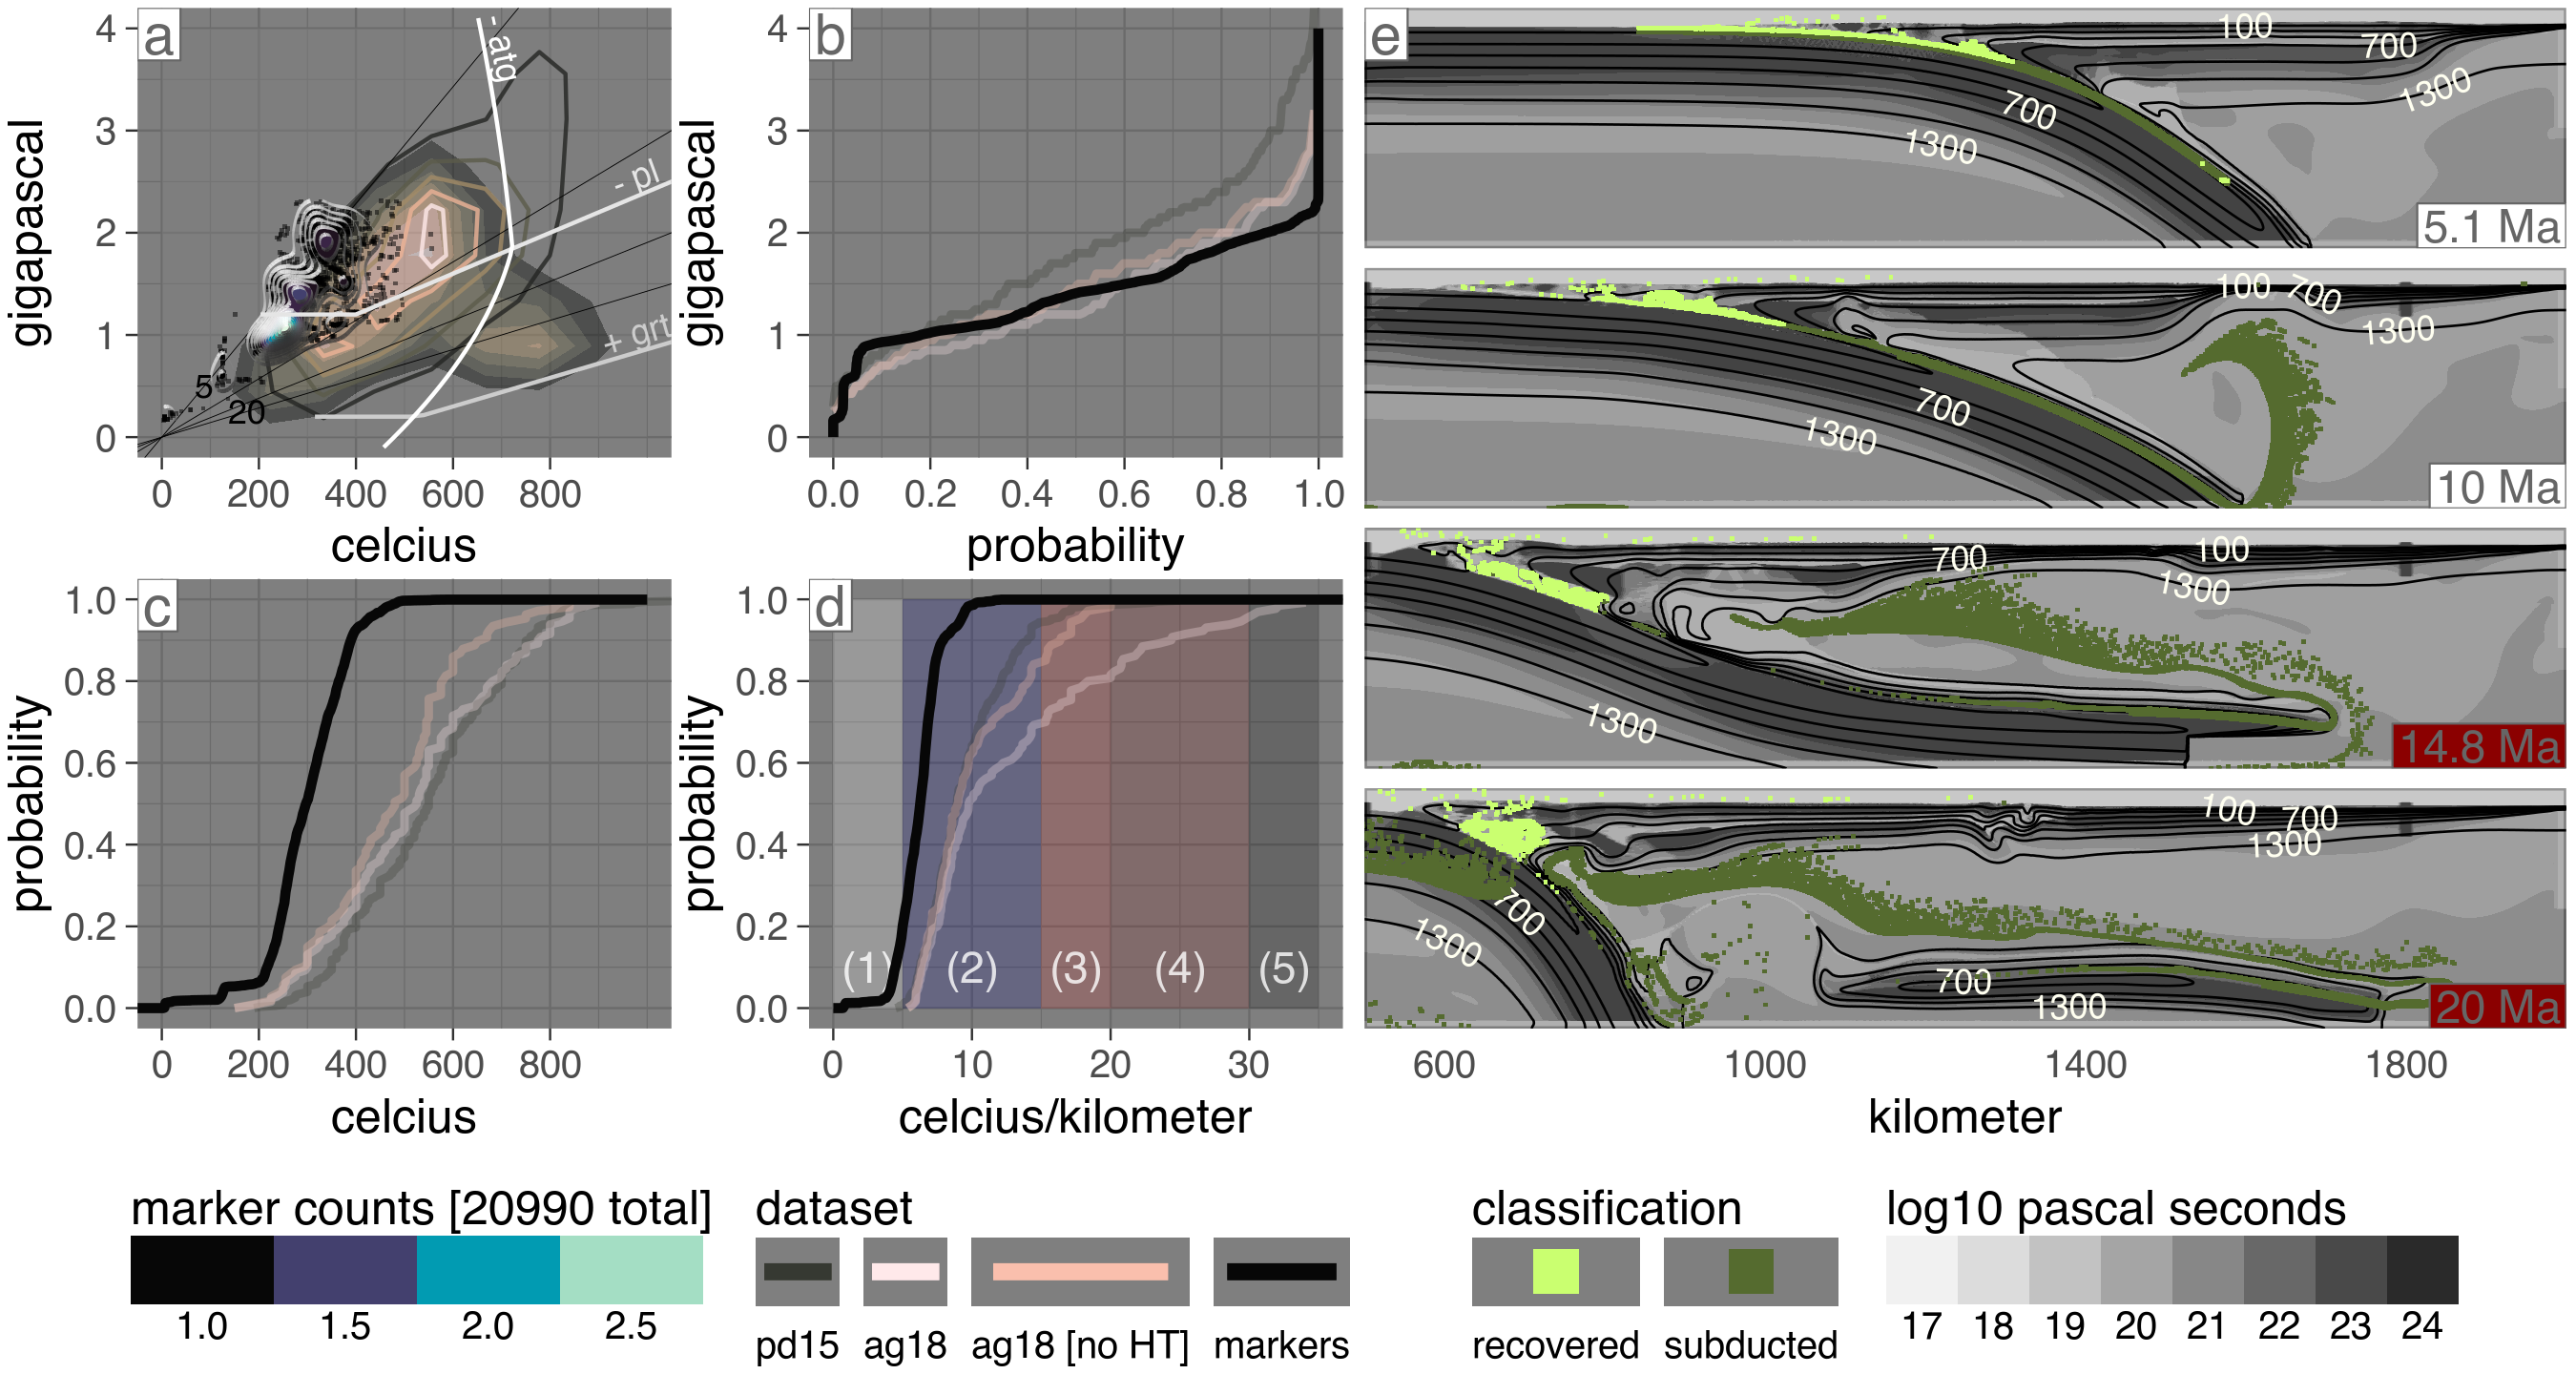 a
4
3
2
1
0
gigapascal
- atg
- pl
+ grt
5
20
0
200
400
600
800
celcius
b
4
3
2
1
0
gigapascal
0.0
0.2
0.4
0.6
0.8
1.0
probability
c
1.0
0.8
0.6
0.4
0.2
0.0
probability
0
200
400
600
800
celcius
d
1.0
0.8
0.6
0.4
0.2
0.0
probability
(1)
(2)
(3)
(4)
(5)
0
10
20
30
celcius/kilometer
e
100
700
1300
700
1300
5.1 Ma
100
700
1300
700
1300
10 Ma
700
100
1300
1300
14.8 Ma
100
700
1300
700
1300
700
1300
20 Ma
600
1000
1400
1800
kilometer
marker counts [20990 total]
1.0
1.5
2.0
2.5
dataset
pd15
ag18
ag18 [no HT]
markers
classification
recovered
subducted
log10 pascal seconds
17
18
19
20
21
22
23
24